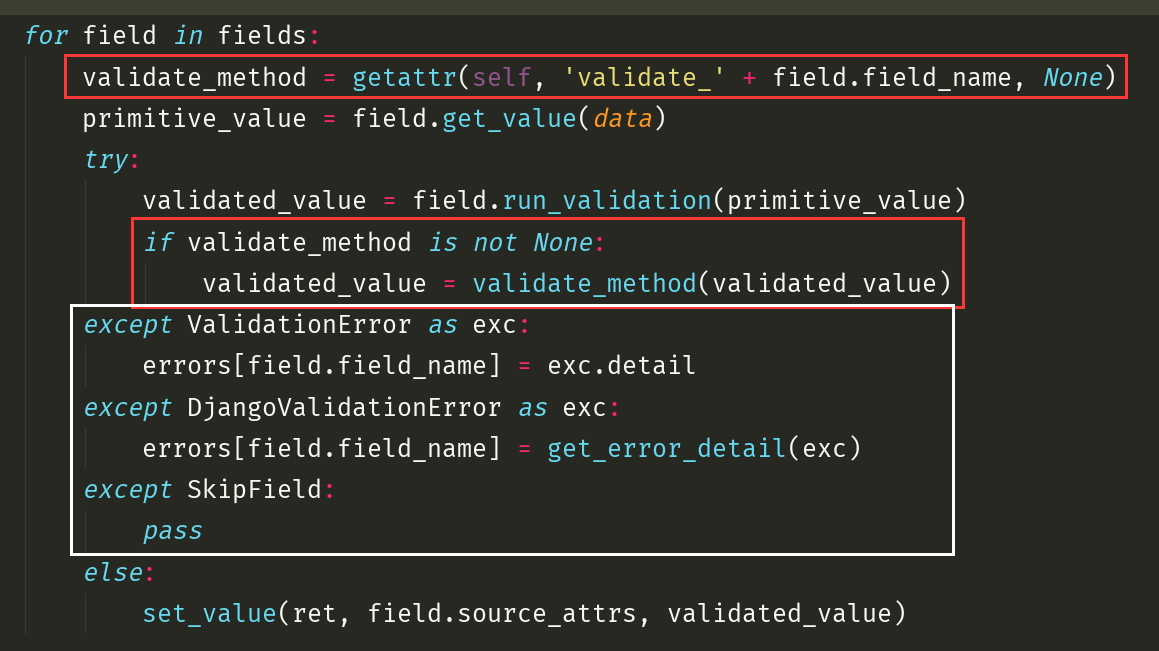 for field in fields:
    validate_method = getattr(self, 'validate_' + field.field_name, None)
    primitive_value = field.get_value(data)
    try:
        validated_value = field.run_validation(primitive_value)
        if validate_method is not None:
            validated_value = validate_method(validated_value)
    except ValidationError as exc:
        errors[field.field_name] = exc.detail
    except DjangoValidationError as exc:
        errors[field.field_name] = get_error_detail(exc)
    except SkipField:
        pass
    else:
        set_value(ret, field.source_attrs, validated_value)